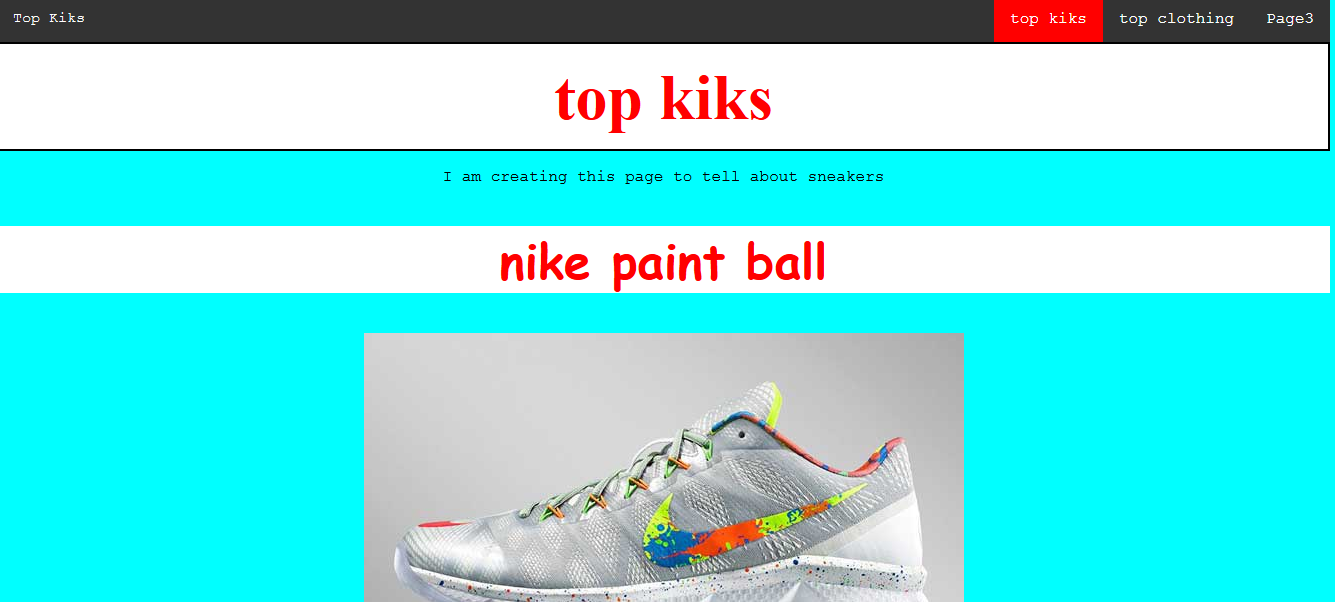 Top Kiks
top kiks top clothing Page3
top kiks
I am creating this page to tell about sneakers
nike paint ball